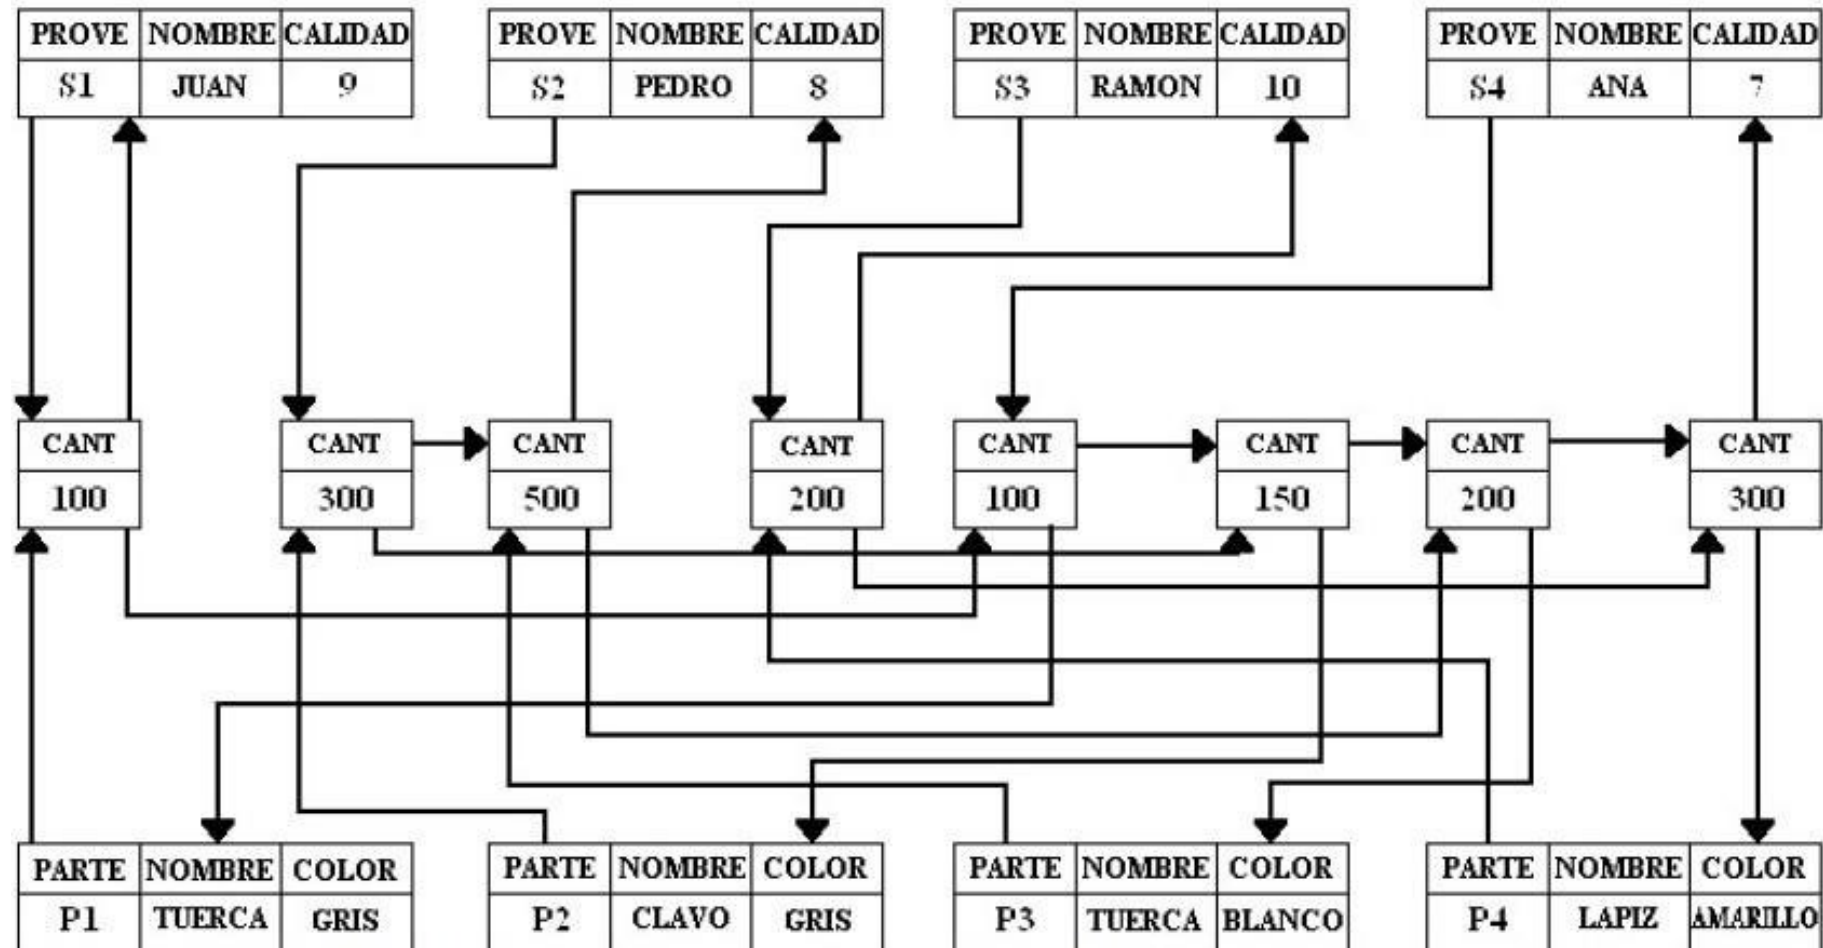 PROVE NOMBRE CALIDAD PROVE NOMBRE CALIDAD PROVE NOMBRE CALIDAD PROVE NOMBRE CALIDAD
S1 JUAN 9 S2 PEDRO 8 S3 RAMON 10 S4 ANA 7
CANT CANT CANT CANT CANT CANT CANT CANT
100 300 500 200 100 150 200 300
PARTE NOMBRE COLOR PARTE NOMBRE COLOR PARTE NOMBRE COLOR PARTE NOMBRE COLOR
P1 TUERCA GRIS P2 CLAVO GRIS P3 TUERCA BLANCO P4 LAPIZ AMARILLO